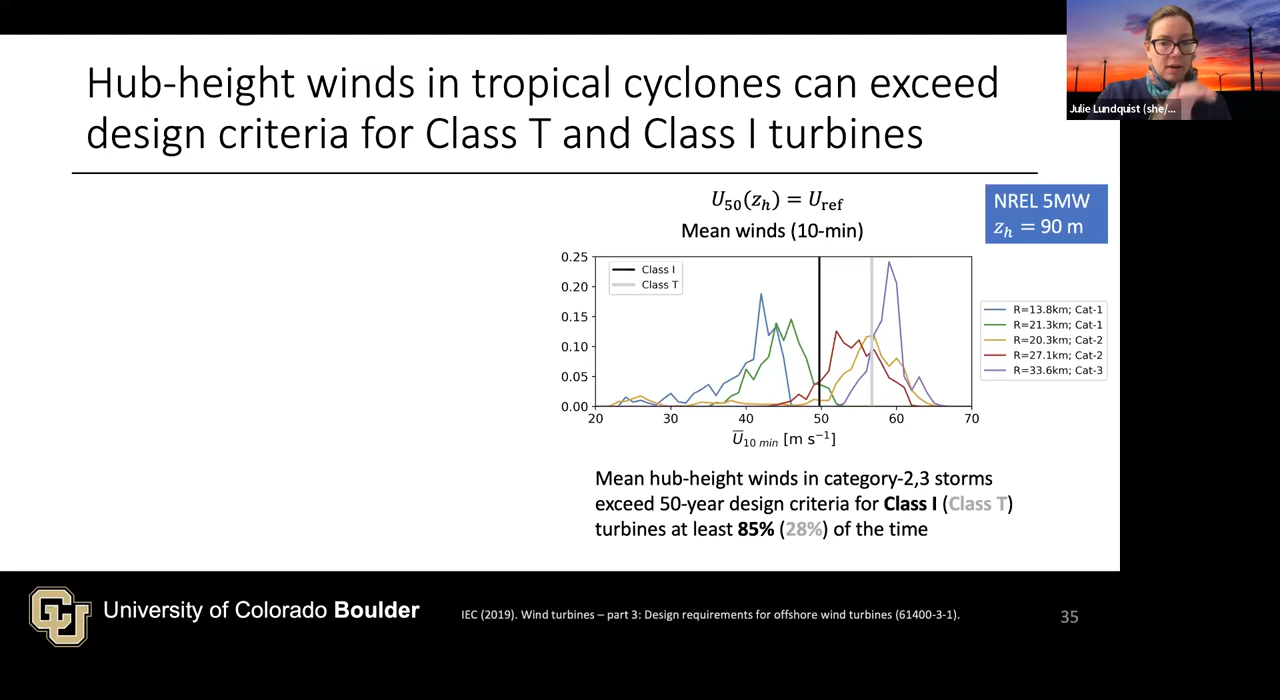 Hub-height winds in tropical cyclones can exceed
design criteria for Class T and Class I turbines
Julie Lundquist (she/...
U₅₀(zₕ) = Uref
Mean winds (10-min)
NREL 5MW
zₕ = 90 m
0.25
0.20
0.15
0.10
0.05
0.00
Class I
Class T
20 30 40 50 60 70
U̅10 min [m s⁻¹]
R=13.8km; Cat-1
R=21.3km; Cat-1
R=20.3km; Cat-2
R=27.1km; Cat-2
R=33.6km; Cat-3
Mean hub-height winds in category-2,3 storms
exceed 50-year design criteria for Class I (Class T)
turbines at least 85% (28%) of the time
CU
University of Colorado Boulder
IEC (2019). Wind turbines – part 3: Design requirements for offshore wind turbines (61400-3-1).
35